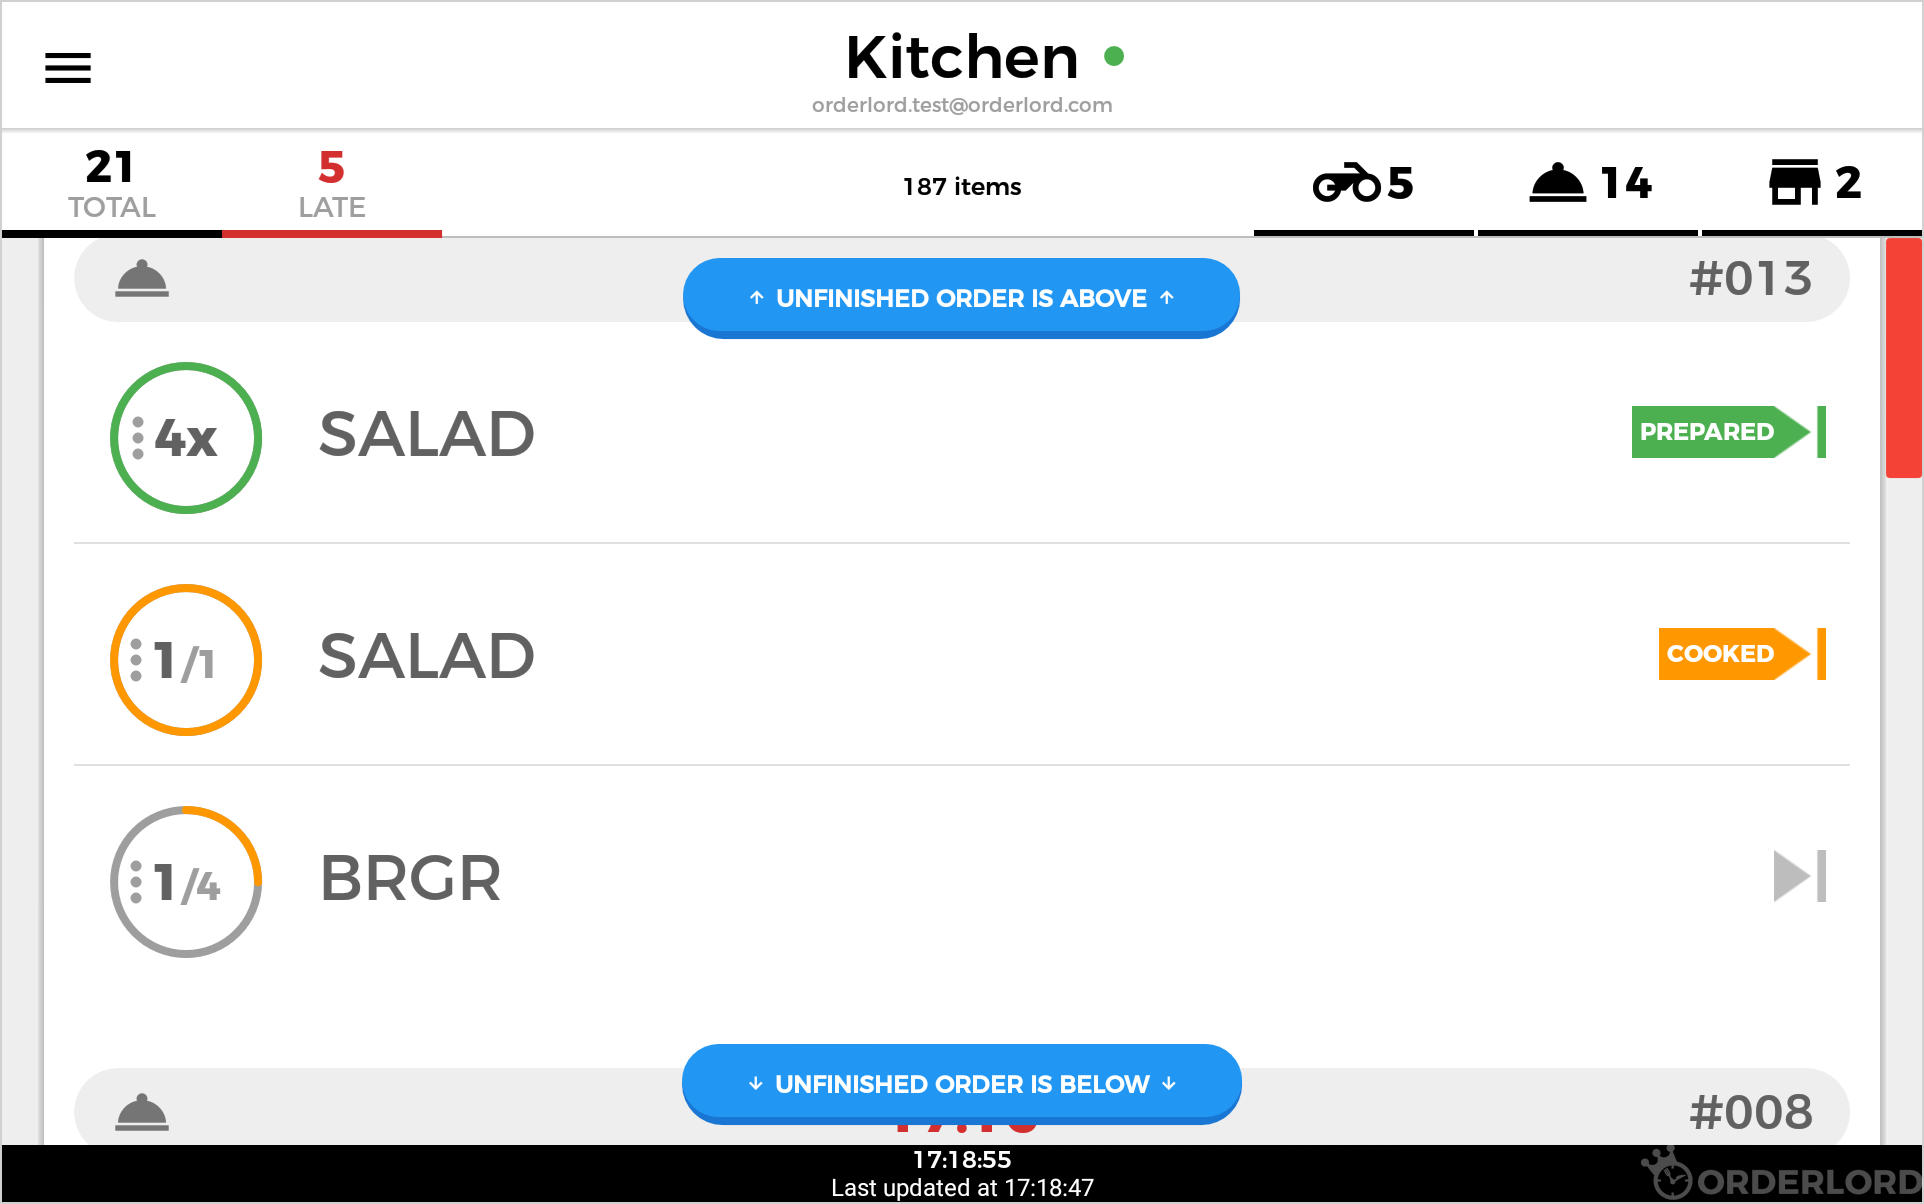 Kitchen
orderlord.test@orderlord.com
21
TOTAL
5
LATE
187 items
5
14
2
↑ UNFINISHED ORDER IS ABOVE ↑
#013
4x
SALAD
PREPARED
1/1
SALAD
COOKED
1/4
BRGR
↓ UNFINISHED ORDER IS BELOW ↓
#008
17:18:55
Last updated at 17:18:47
ORDERLORD